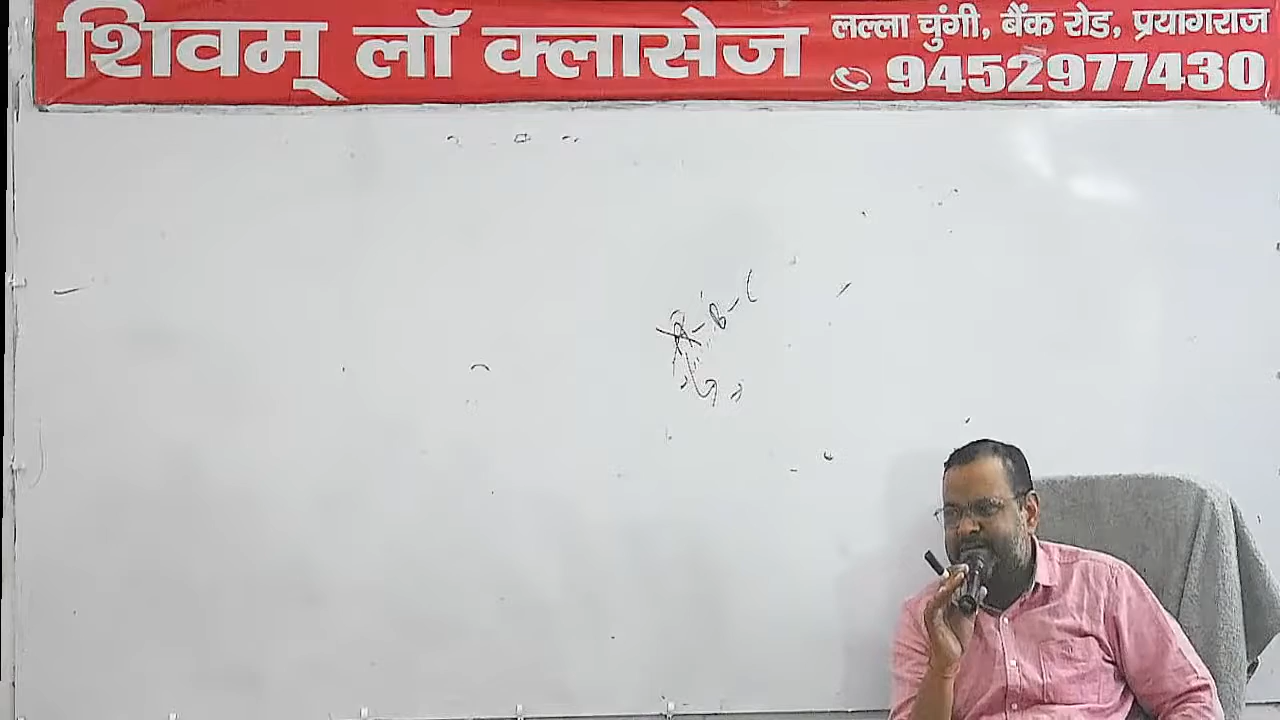 शिवम् लॉ क्लासेज
लल्ला चुंगी, बैंक रोड, प्रयागराज
9452977430
A-B-C